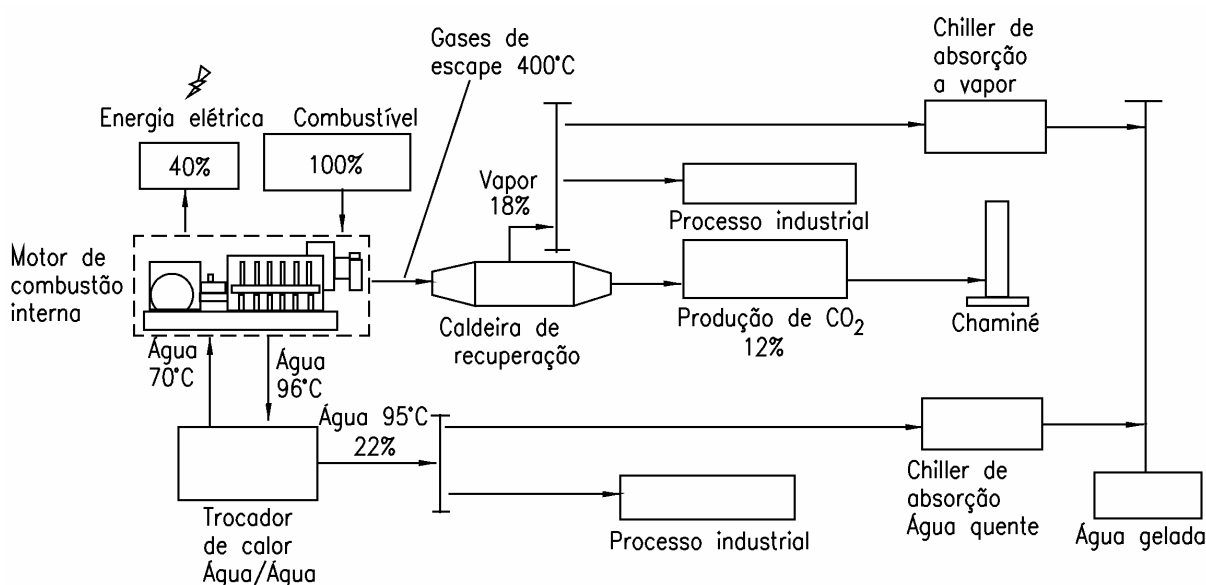 Gases de
escape 400°C
Chiller de
absorção
a vapor
Energia elétrica
40%
Combustível
100%
Vapor
18%
Processo industrial
Motor de
combustão
interna
Caldeira de
recuperação
Produção de CO₂
12%
Chaminé
Água
70°C
Água
96°C
Água 95°C
22%
Trocador
de calor
Água/Água
Processo industrial
Chiller de
absorção
Água quente
Água gelada